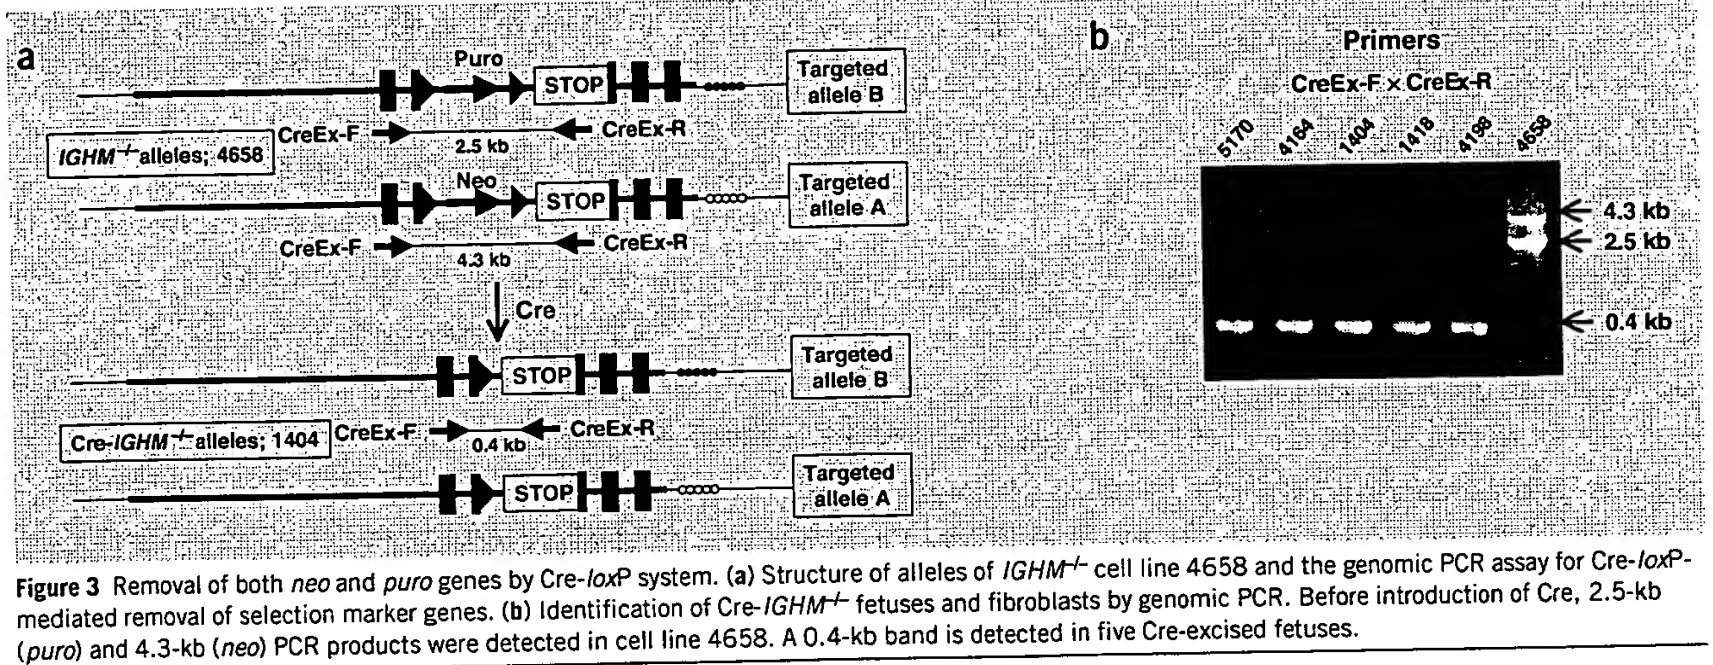 a
Puro
STOP
Targeted
allele B
CreEx-F
CreEx-R
2.5 kb
IGHM-/- alleles; 4658
Neo
STOP
Targeted
allele A
CreEx-F
CreEx-R
4.3 kb
Cre
STOP
Targeted
allele B
Cre-IGHM-/- alleles; 1404
CreEx-F
CreEx-R
0.4 kb
STOP
Targeted
allele A
b
Primers
CreEx-F × CreEx-R
5170 4164 1404 1418 4198 4658
4.3 kb
2.5 kb
0.4 kb
Figure 3 Removal of both neo and puro genes by Cre-loxP system. (a) Structure of alleles of IGHM-/- cell line 4658 and the genomic PCR assay for Cre-loxP-
mediated removal of selection marker genes. (b) Identification of Cre-IGHM-/- fetuses and fibroblasts by genomic PCR. Before introduction of Cre, 2.5-kb
(puro) and 4.3-kb (neo) PCR products were detected in cell line 4658. A 0.4-kb band is detected in five Cre-excised fetuses.